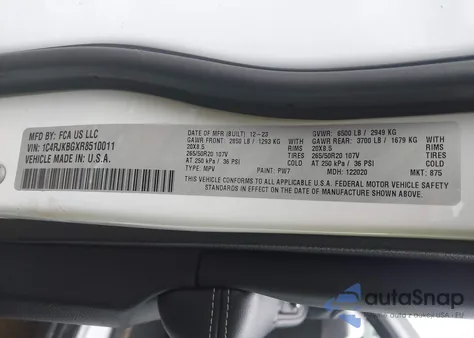 MFD BY: FCA US LLC
VIN: 1C4RJKBGXR8510011
VEHICLE MADE IN: U.S.A.
DATE OF MFR (BUILT): 12-23
GAWR FRONT: 2850 LB / 1293 KG WITH
20X8.5 RIMS
265/50R20 107V TIRES
AT 250 kPa / 36 PSI
TYPE: MPV PAINT: PW7
GVWR: 6500 LB / 2949 KG
GAWR REAR: 3700 LB / 1679 KG WITH
20X8.5 RIMS
265/50R20 107V TIRES
AT 250 kPa / 36 PSI
MDH: 122020 MKT: 875
THIS VEHICLE CONFORMS TO ALL APPLICABLE U.S.A. FEDERAL MOTOR VEHICLE SAFETY
STANDARDS IN EFFECT ON THE DATE OF MANUFACTURE SHOWN ABOVE.
autoSnap